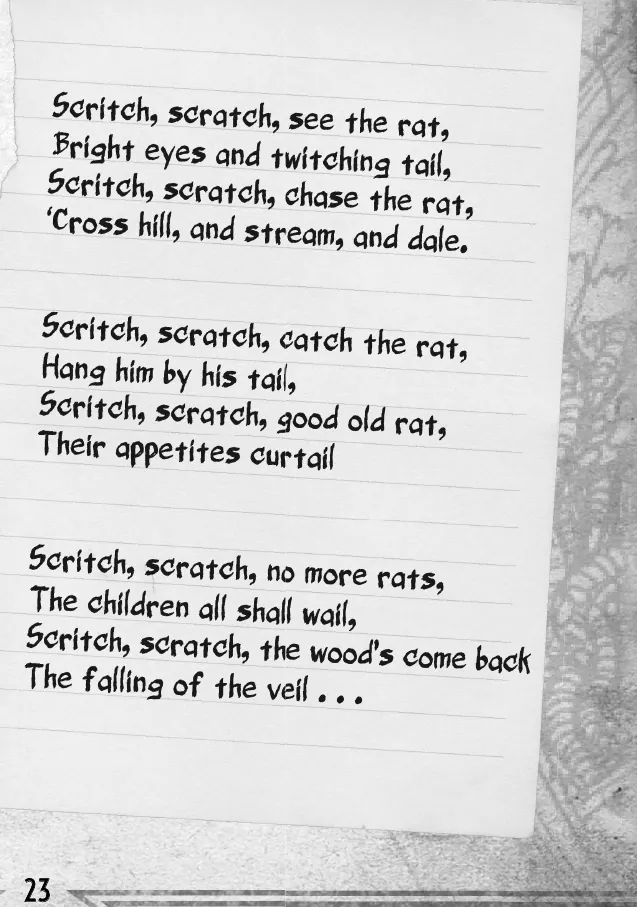 Scritch, scratch, see the rat,
Bright eyes and twitching tail,
Scritch, scratch, chase the rat,
‘Cross hill, and stream, and dale.
Scritch, scratch, catch the rat,
Hang him by his tail,
Scritch, scratch, good old rat,
Their appetites curtail
Scritch, scratch, no more rats,
The children all shall wail,
Scritch, scratch, the wood's come back
The falling of the veil . . .
23